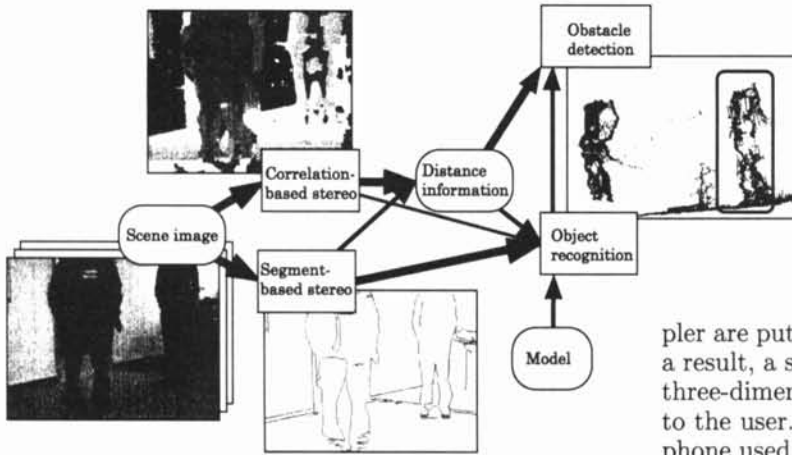 Obstacle
detection
Correlation-
based stereo
Distance
information
Scene image
Segment-
based stereo
Object
recognition
Model
pler are put
a result, a s
three-dimen
to the user.
phone used